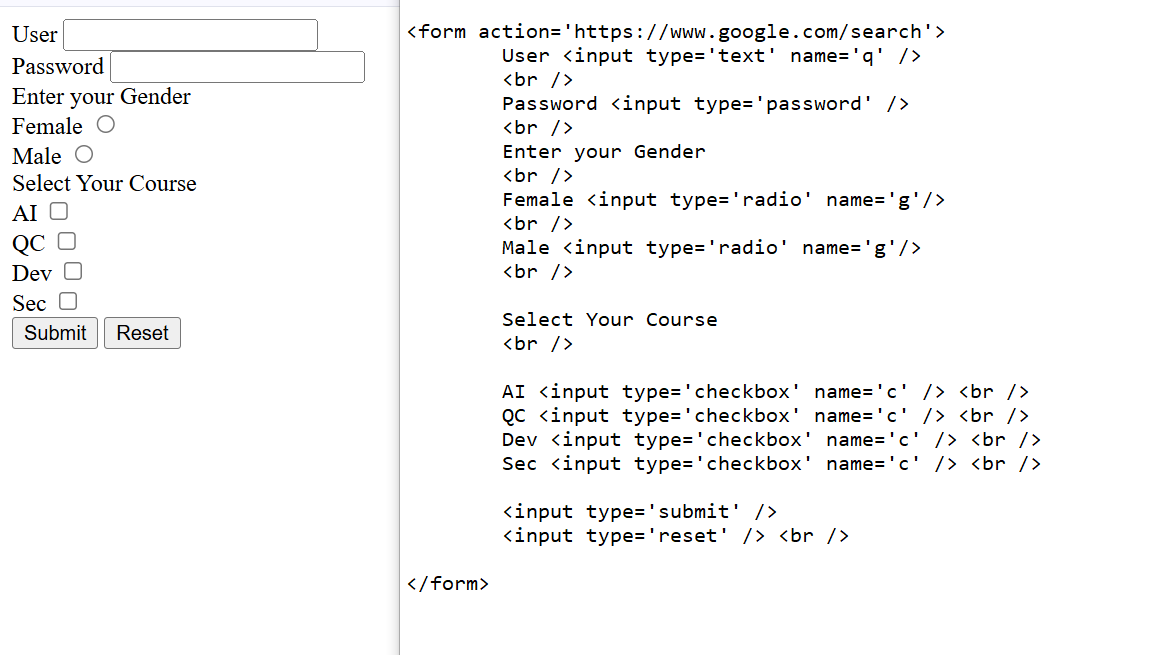 User
Password
Enter your Gender
Female
Male
Select Your Course
AI
QC
Dev
Sec
Submit Reset
<form action='https://www.google.com/search'>
User <input type='text' name='q' />
<br />
Password <input type='password' />
<br />
Enter your Gender
<br />
Female <input type='radio' name='g'/>
<br />
Male <input type='radio' name='g'/>
<br />
Select Your Course
<br />
AI <input type='checkbox' name='c' /> <br />
QC <input type='checkbox' name='c' /> <br />
Dev <input type='checkbox' name='c' /> <br />
Sec <input type='checkbox' name='c' /> <br />
<input type='submit' />
<input type='reset' /> <br />
</form>